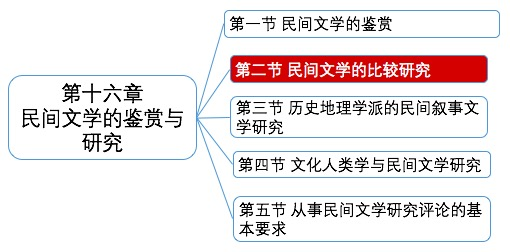 第十六章
民间文学的鉴赏与
研究
第一节 民间文学的鉴赏
第二节 民间文学的比较研究
第三节 历史地理学派的民间叙事文
学研究
第四节 文化人类学与民间文学研究
第五节 从事民间文学研究评论的基
本要求